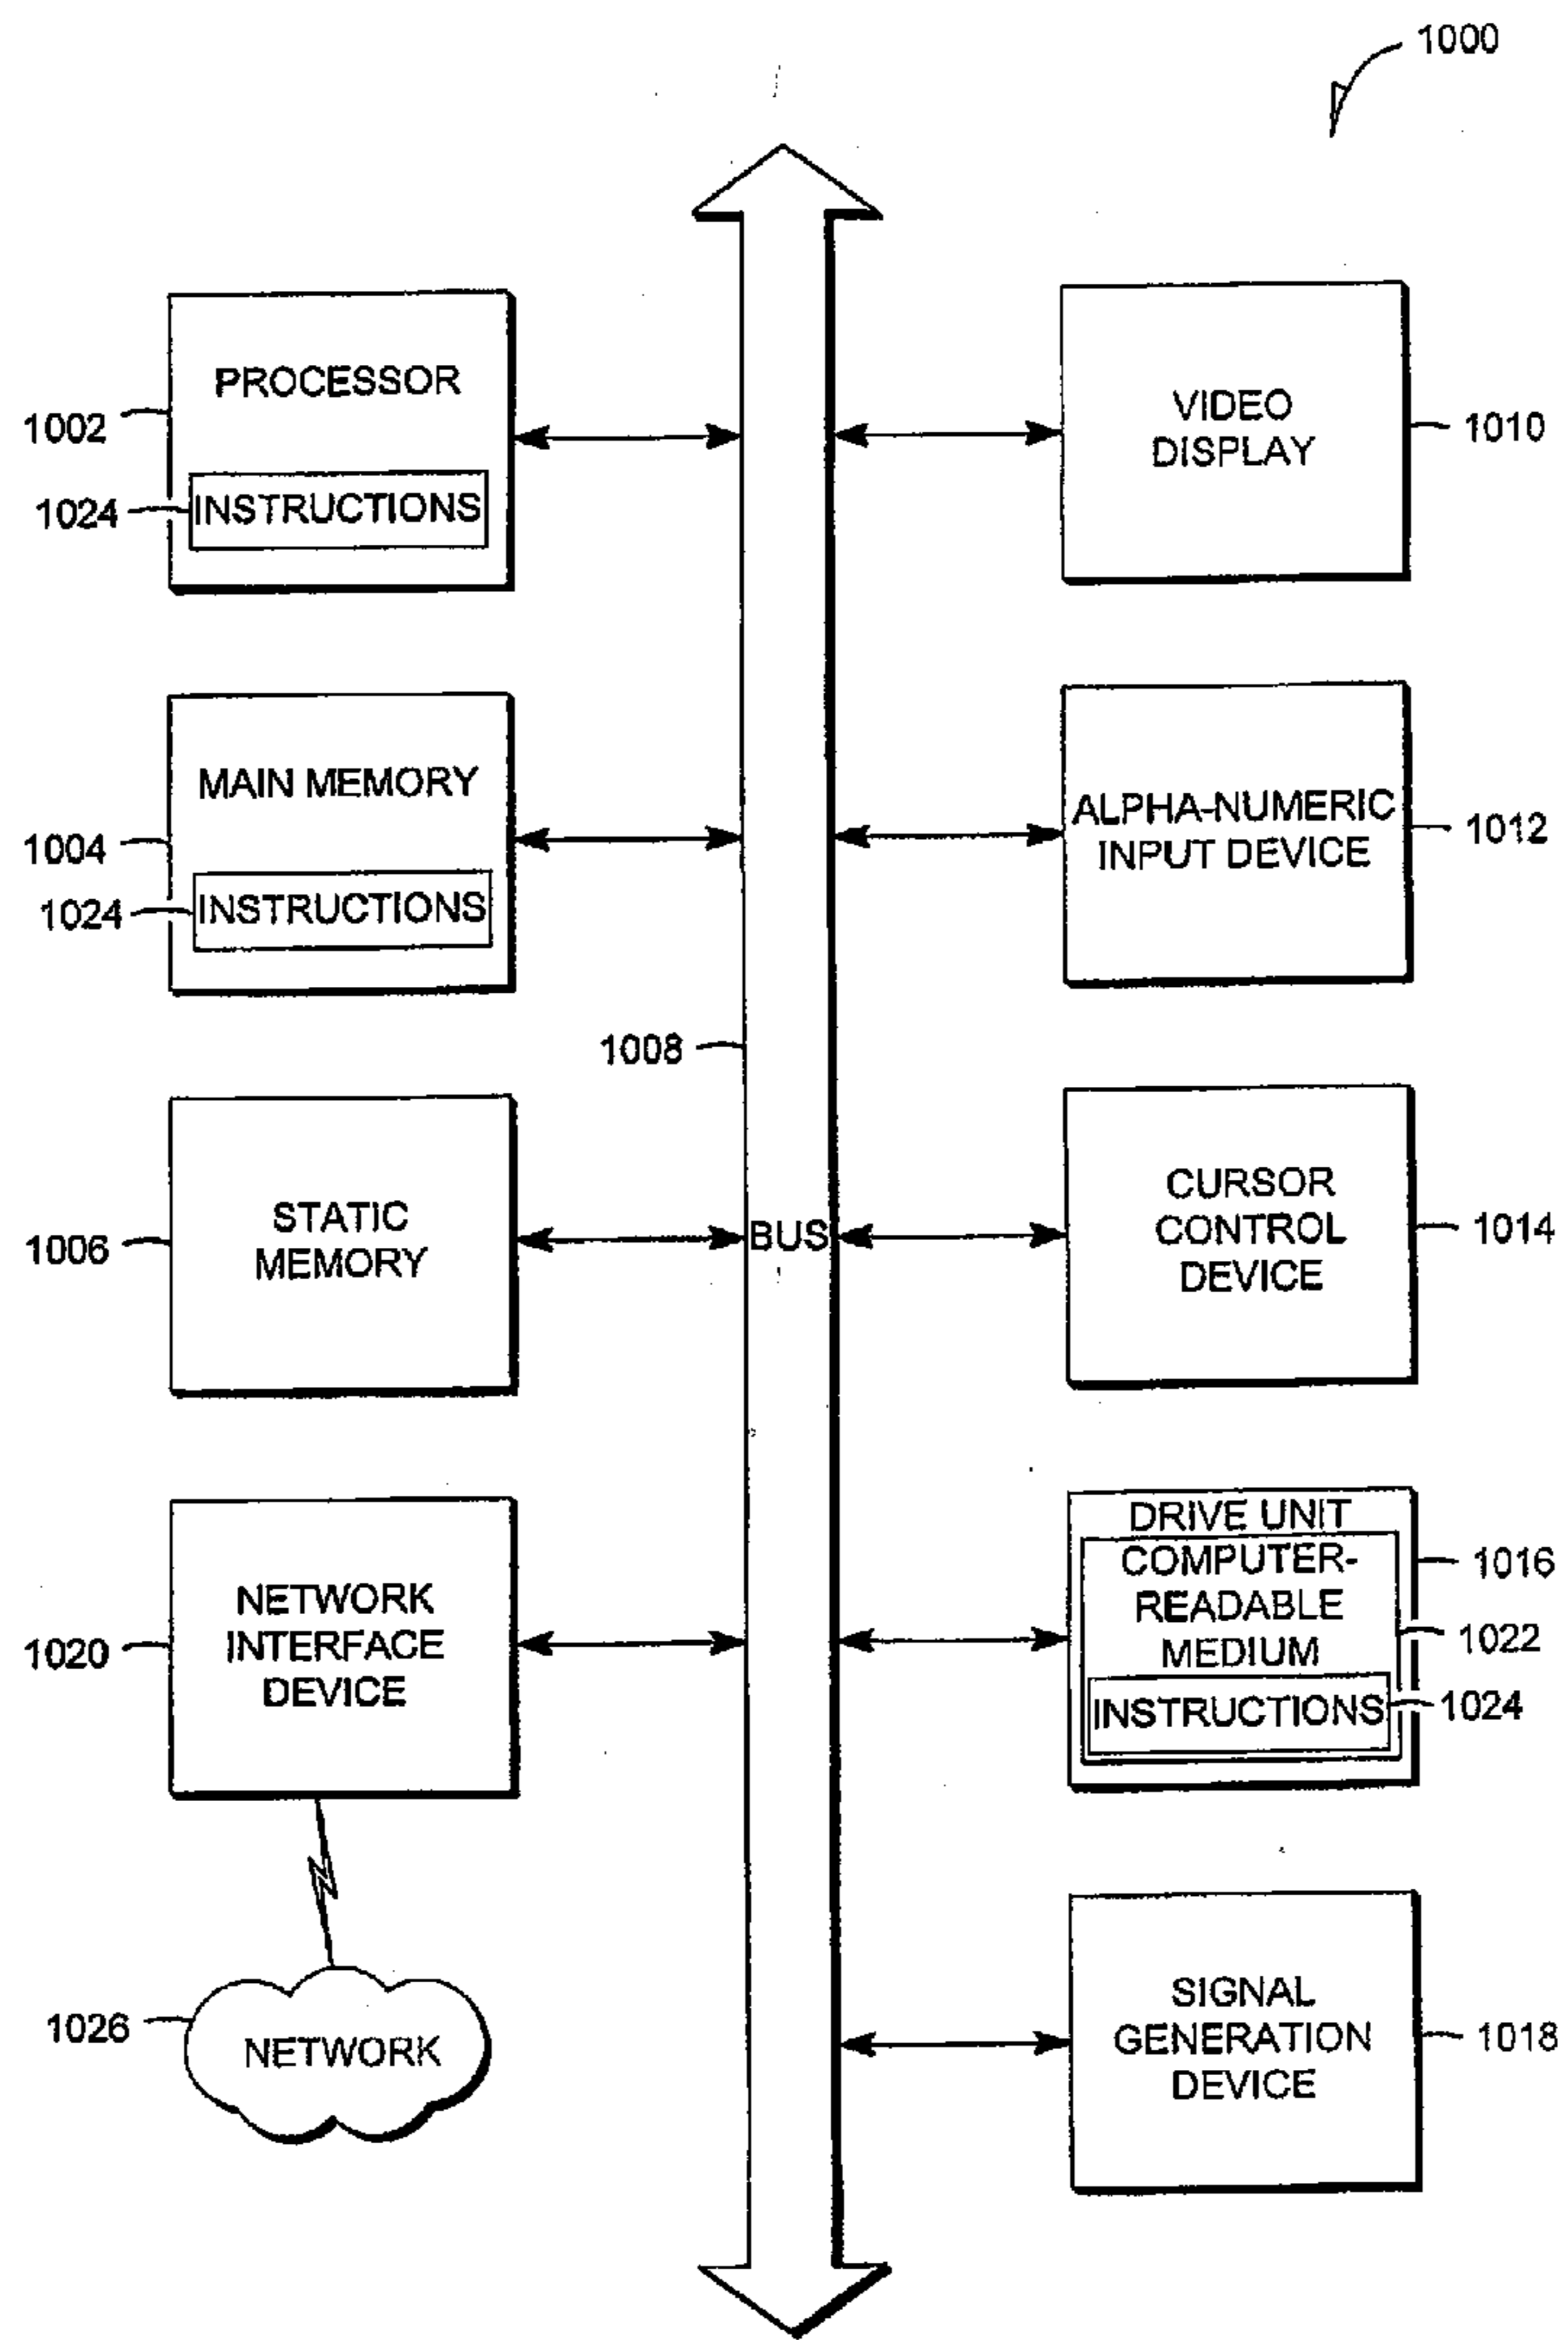 1000
PROCESSOR
1002
1024
INSTRUCTIONS
VIDEO
DISPLAY
1010
MAIN MEMORY
1004
1024
INSTRUCTIONS
ALPHA-NUMERIC
INPUT DEVICE
1012
1008
STATIC
MEMORY
1006
BUS
CURSOR
CONTROL
DEVICE
1014
NETWORK
INTERFACE
DEVICE
1020
DRIVE UNIT
1016
COMPUTER-
READABLE
MEDIUM
1022
INSTRUCTIONS
1024
1026
NETWORK
SIGNAL
GENERATION
DEVICE
1018